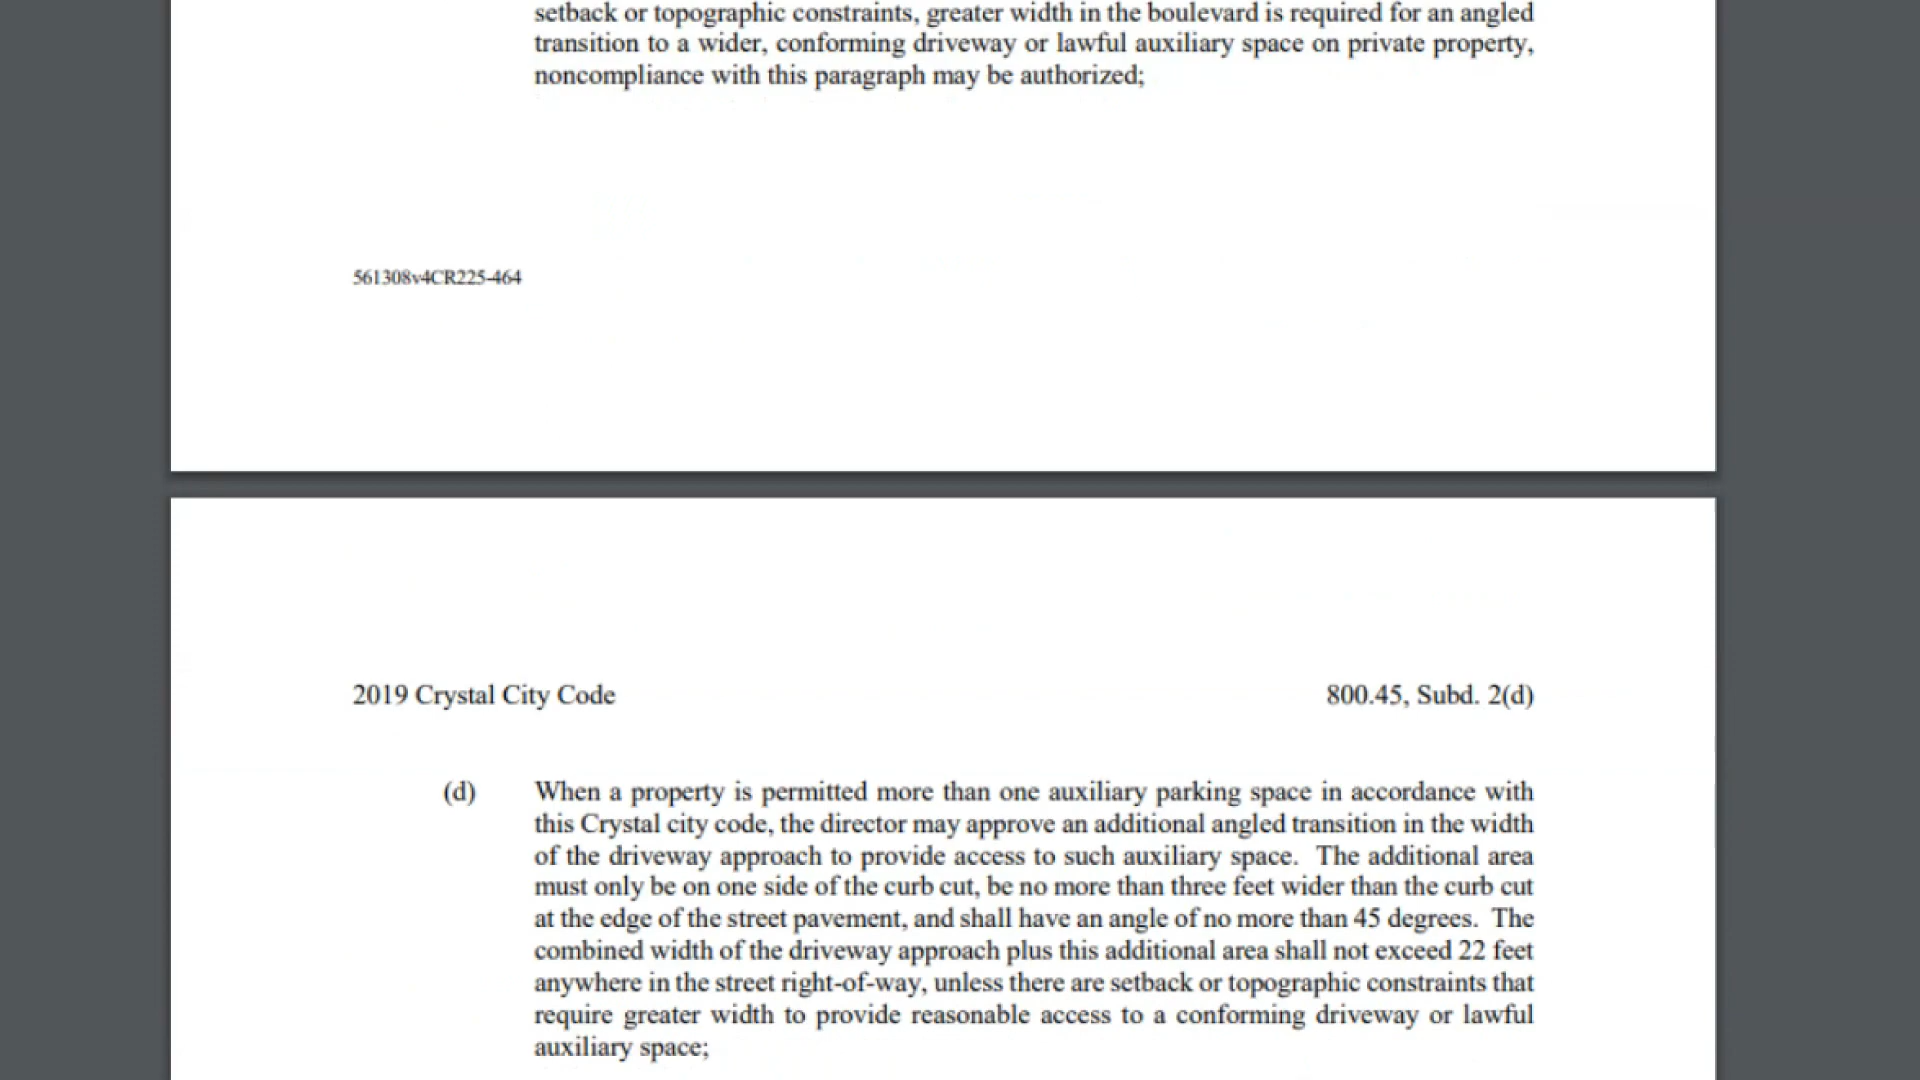 setback or topographic constraints, greater width in the boulevard is required for an angled
transition to a wider, conforming driveway or lawful auxiliary space on private property,
noncompliance with this paragraph may be authorized;
561308v4CR225-464
2019 Crystal City Code 800.45, Subd. 2(d)
(d) When a property is permitted more than one auxiliary parking space in accordance with
this Crystal city code, the director may approve an additional angled transition in the width
of the driveway approach to provide access to such auxiliary space. The additional area
must only be on one side of the curb cut, be no more than three feet wider than the curb cut
at the edge of the street pavement, and shall have an angle of no more than 45 degrees. The
combined width of the driveway approach plus this additional area shall not exceed 22 feet
anywhere in the street right-of-way, unless there are setback or topographic constraints that
require greater width to provide reasonable access to a conforming driveway or lawful
auxiliary space;